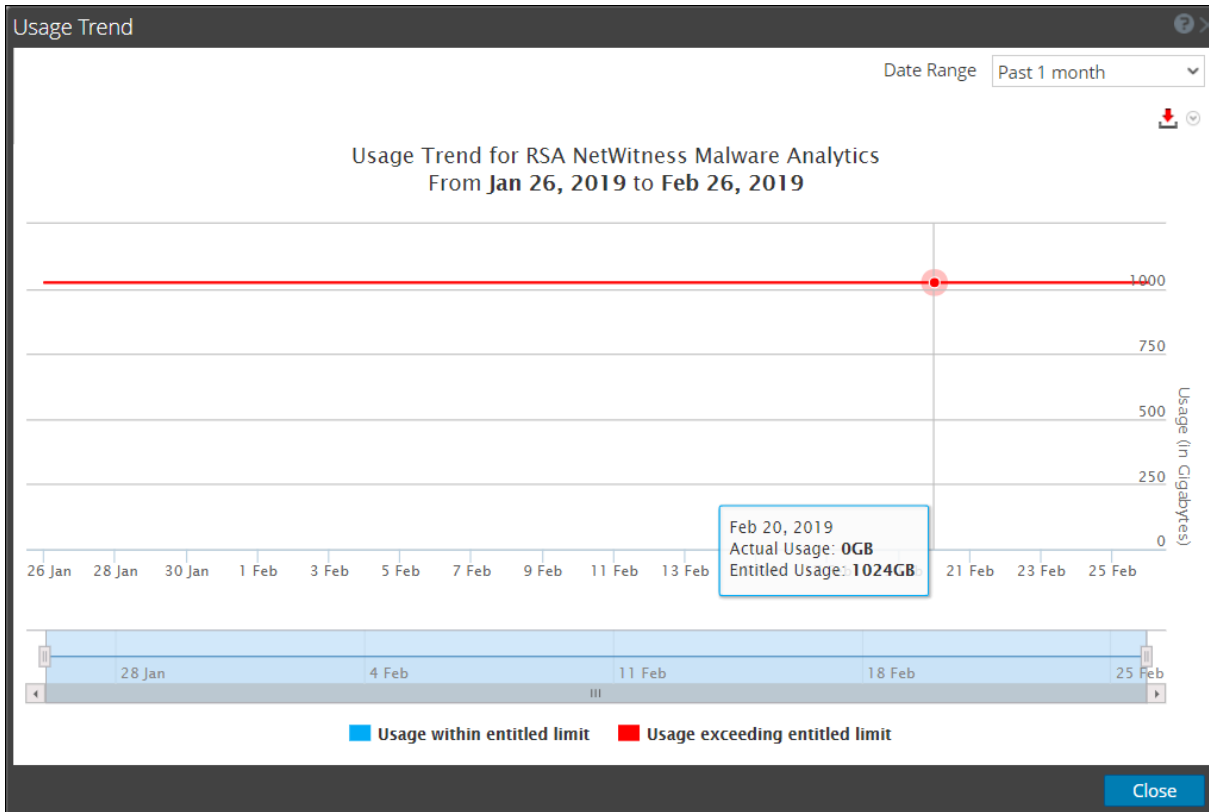 Usage Trend
Date Range Past 1 month
Usage Trend for RSA NetWitness Malware Analytics
From Jan 26, 2019 to Feb 26, 2019
1000
750
500
250
0
Usage (in Gigabytes)
Feb 20, 2019
Actual Usage: 0GB
Entitled Usage: 1024GB
26 Jan 28 Jan 30 Jan 1 Feb 3 Feb 5 Feb 7 Feb 9 Feb 11 Feb 13 Feb 21 Feb 23 Feb 25 Feb
28 Jan 4 Feb 11 Feb 18 Feb 25 Feb
Usage within entitled limit Usage exceeding entitled limit
Close